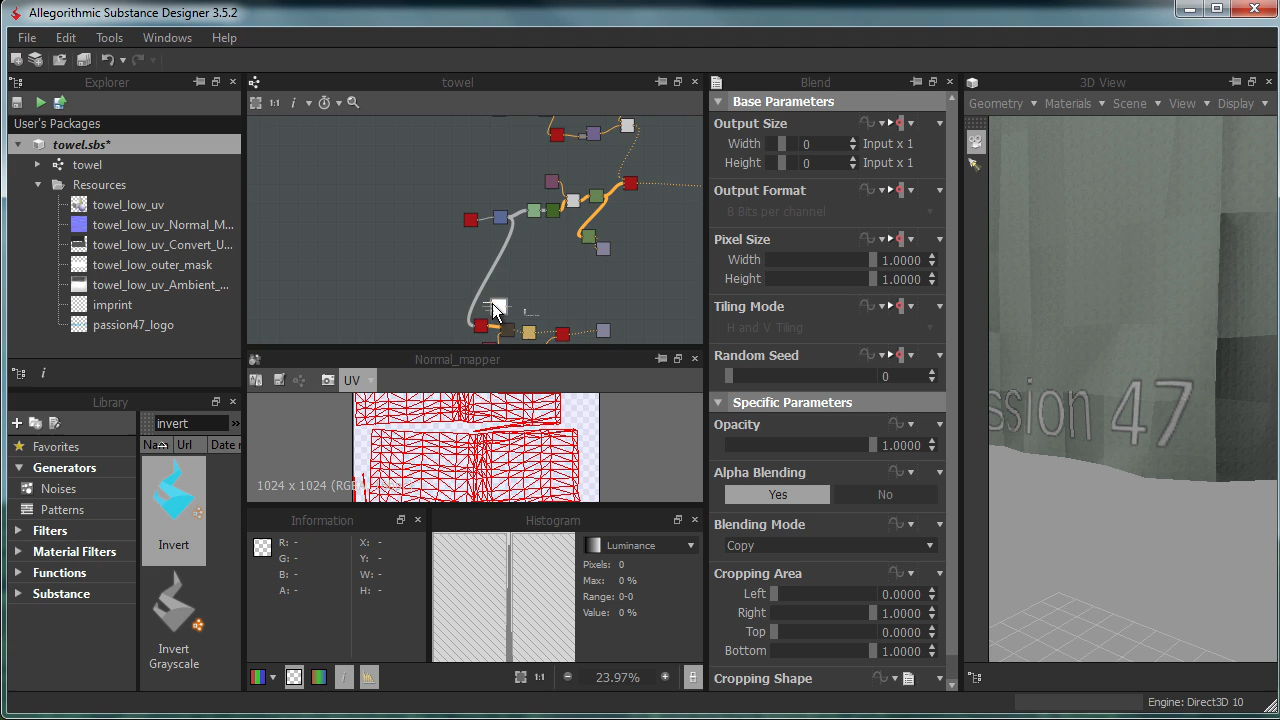 Allegorithmic Substance Designer 3.5.2
File Edit Tools Windows Help
Explorer
User's Packages
towel.sbs*
towel
Resources
towel_low_uv
towel_low_uv_Normal_M...
towel_low_uv_Convert_U...
towel_low_outer_mask
towel_low_uv_Ambient_...
imprint
passion47_logo
i
Library
invert »
Favorites
Generators
Noises
Patterns
Filters
Material Filters
Functions
Substance
Url Date r
Invert
Invert
Grayscale
towel
1:1 i
Normal_mapper
UV
Information
R: - X: -
G: - Y: -
B: - W: -
A: - H: -
Histogram
Luminance
Pixels: 0
Max: 0 %
Range: 0-0
Value: 0 %
i 1:1 23.97%
Blend
Base Parameters
Output Size
Width 0 Input x 1
Height 0 Input x 1
Output Format
8 Bits per channel
Pixel Size
Width 1.0000
Height 1.0000
Tiling Mode
H and V Tiling
Random Seed
0
Specific Parameters
Opacity
1.0000
Alpha Blending
Yes No
Blending Mode
Copy
Cropping Area
Left 0.0000
Right 1.0000
Top 0.0000
Bottom 1.0000
Cropping Shape
3D View
Geometry Materials Scene View Display
ssion 47
Engine: Direct3D 10